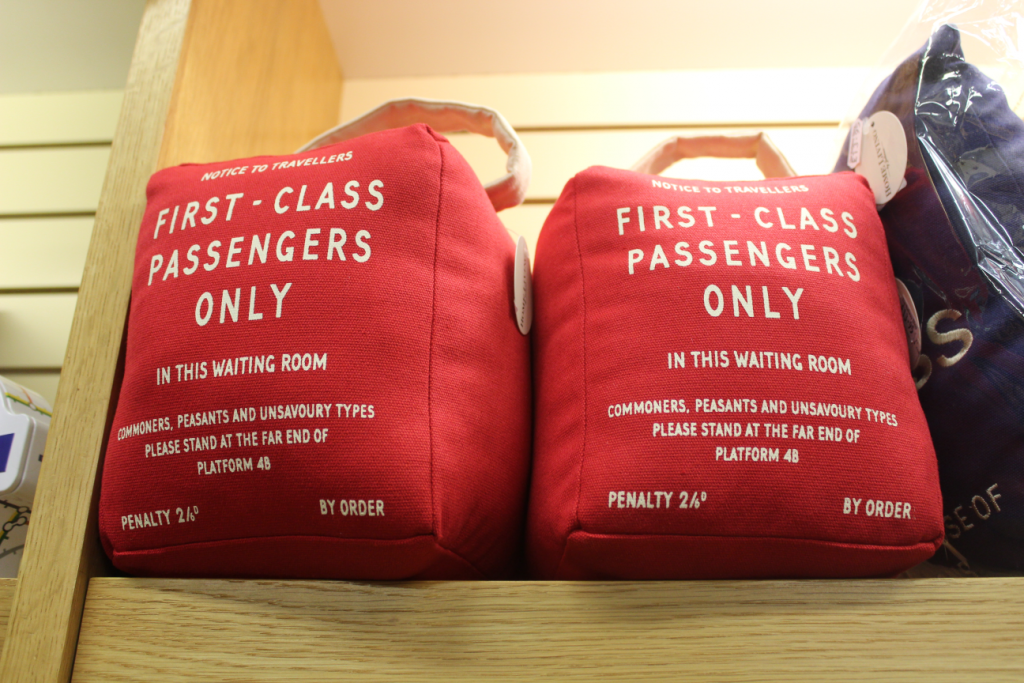 NOTICE TO TRAVELLERS
FIRST - CLASS
PASSENGERS
ONLY
IN THIS WAITING ROOM
COMMONERS, PEASANTS AND UNSAVOURY TYPES
PLEASE STAND AT THE FAR END OF
PLATFORM 4B
PENALTY 2/6D
BY ORDER
NOTICE TO TRAVELLERS
FIRST - CLASS
PASSENGERS
ONLY
IN THIS WAITING ROOM
COMMONERS, PEASANTS AND UNSAVOURY TYPES
PLEASE STAND AT THE FAR END OF
PLATFORM 4B
PENALTY 2/6D
BY ORDER
OF